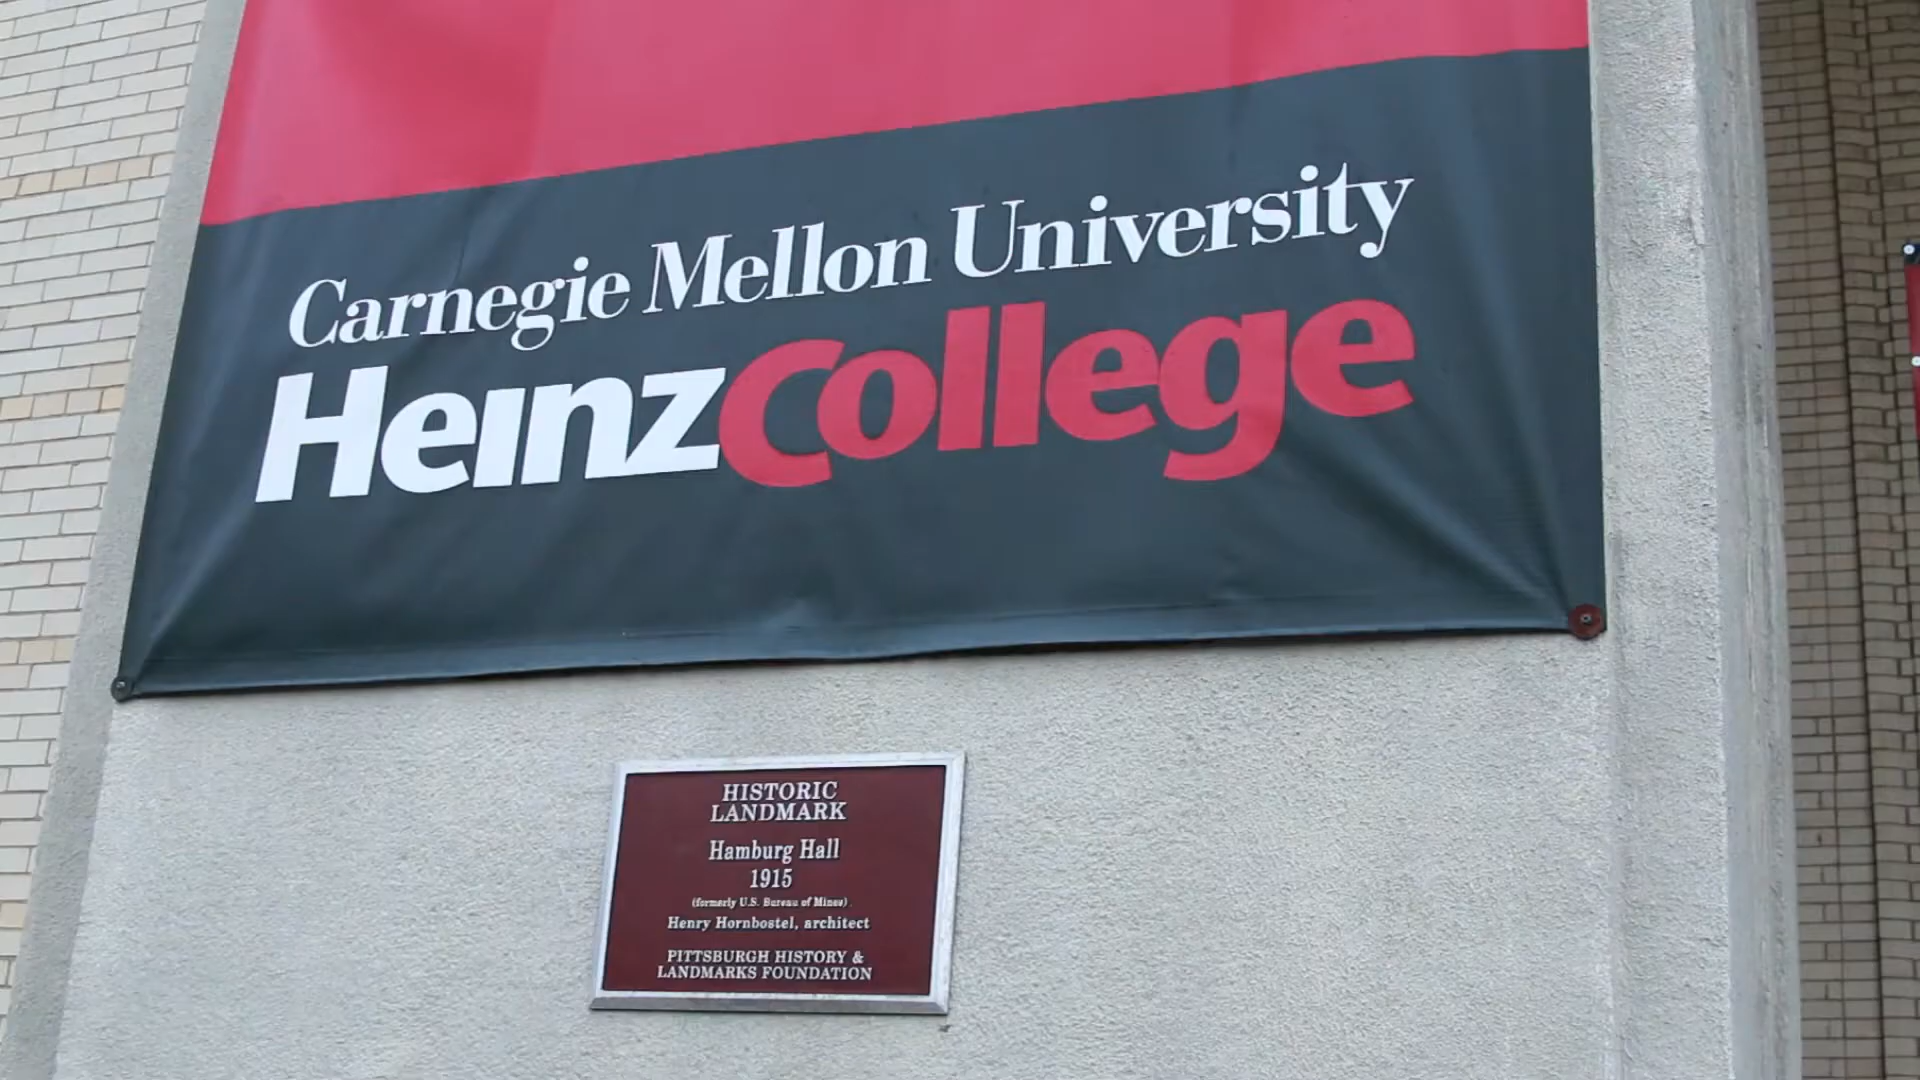 Carnegie Mellon University
HeinzCollege
HISTORIC
LANDMARK
Hamburg Hall
1915
(formerly U.S. Bureau of Mines)
Henry Hornbostel, architect
PITTSBURGH HISTORY &
LANDMARKS FOUNDATION